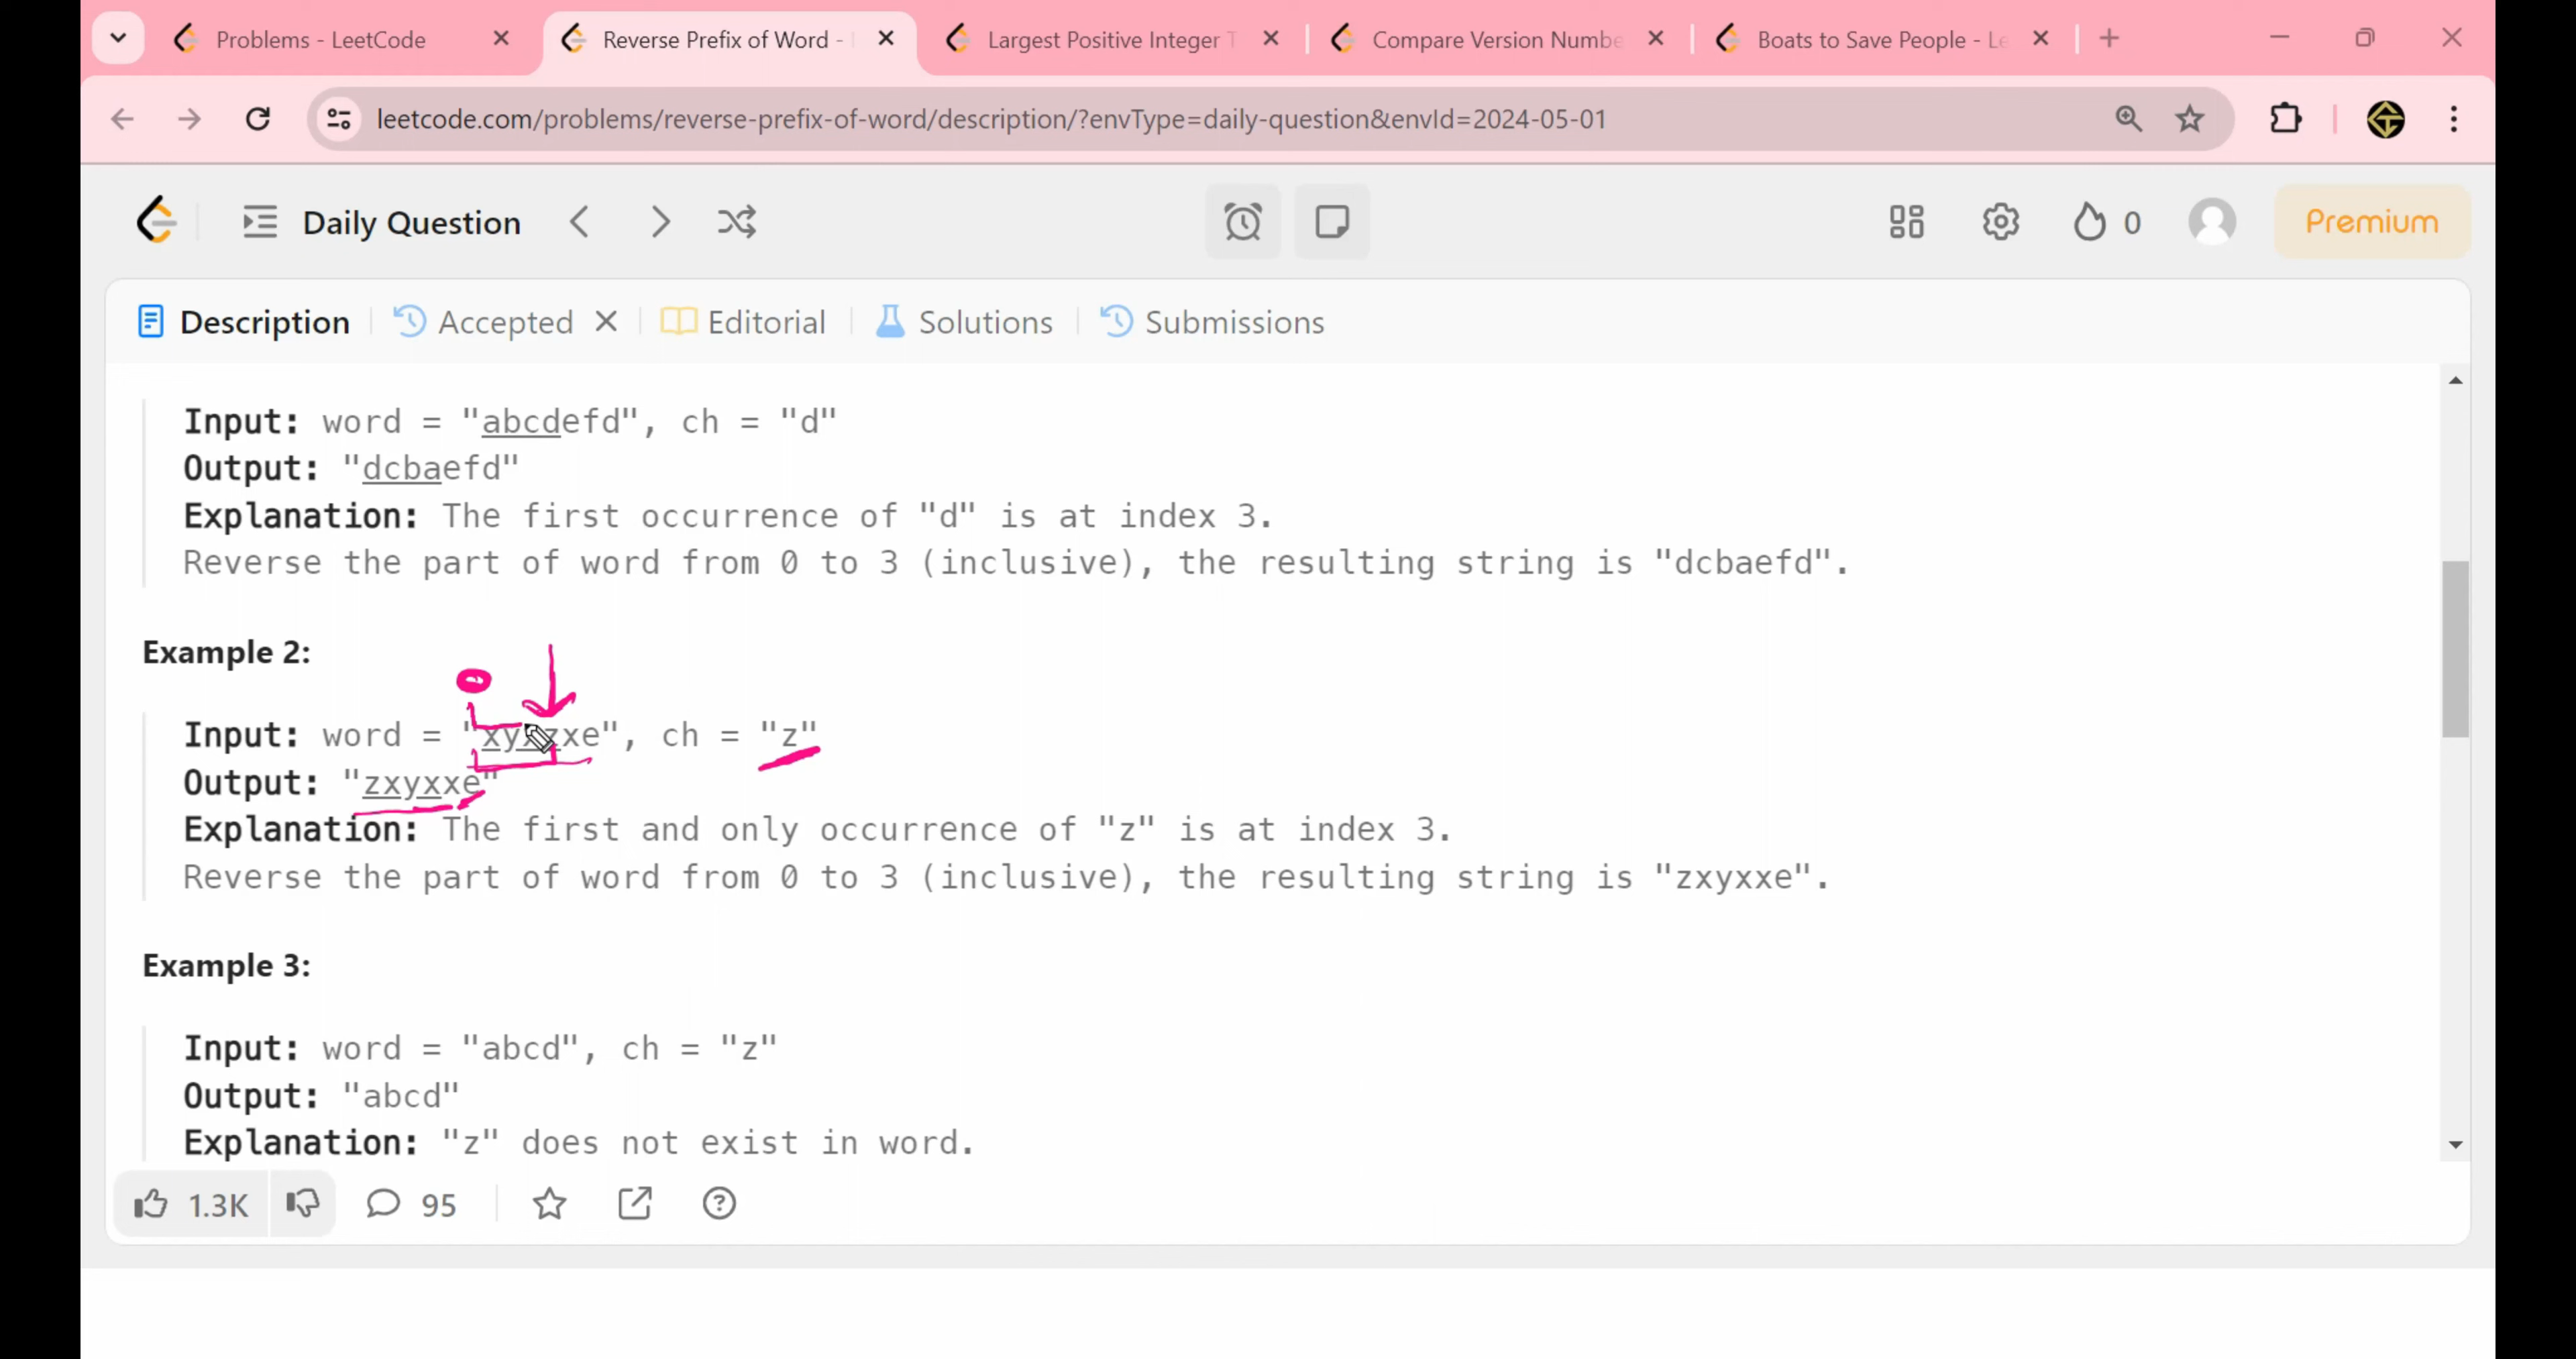 Problems - LeetCode
Reverse Prefix of Word -
Largest Positive Integer T
Compare Version Numbe
Boats to Save People - Le
leetcode.com/problems/reverse-prefix-of-word/description/?envType=daily-question&envId=2024-05-01
Daily Question
0
Premium
Description
Accepted
Editorial
Solutions
Submissions
Input: word = "abcdefd", ch = "d"
Output: "dcbaefd"
Explanation: The first occurrence of "d" is at index 3.
Reverse the part of word from 0 to 3 (inclusive), the resulting string is "dcbaefd".
Example 2:
0
Input: word = "xyxzxe", ch = "z"
Output: "zxyxxe"
Explanation: The first and only occurrence of "z" is at index 3.
Reverse the part of word from 0 to 3 (inclusive), the resulting string is "zxyxxe".
Example 3:
Input: word = "abcd", ch = "z"
Output: "abcd"
Explanation: "z" does not exist in word.
1.3K
95